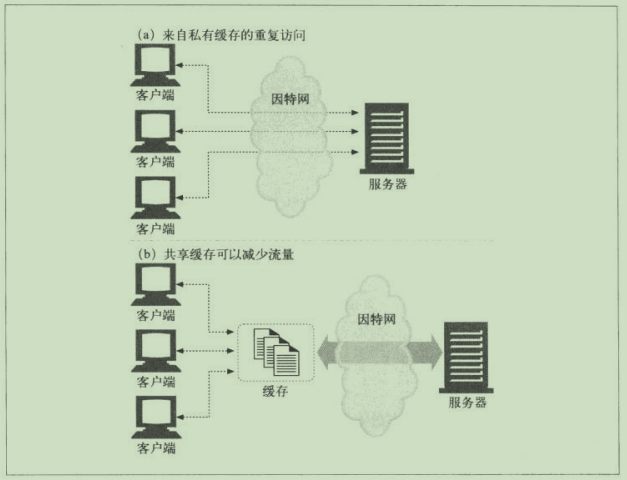 （a）来自私有缓存的重复访问
客户端
因特网
客户端
服务器
客户端
（b）共享缓存可以减少流量
客户端
因特网
客户端
缓存
服务器
客户端